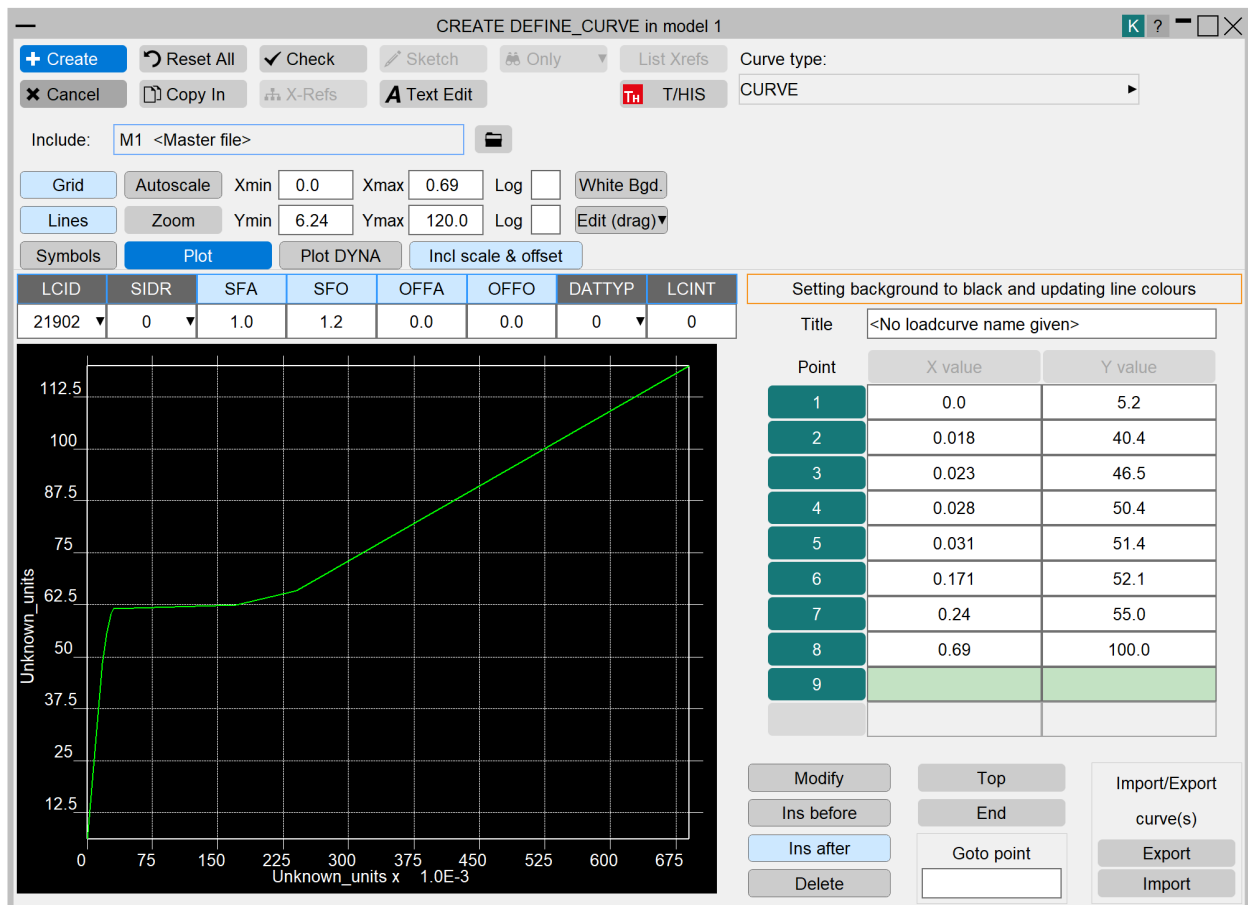 CREATE DEFINE_CURVE in model 1
K ?
Create Reset All Check Sketch Only List Xrefs Curve type:
Cancel Copy In X-Refs Text Edit TH T/HIS CURVE
Include: M1 <Master file>
Grid Autoscale Xmin 0.0 Xmax 0.69 Log White Bgd.
Lines Zoom Ymin 6.24 Ymax 120.0 Log Edit (drag)
Symbols Plot Plot DYNA Incl scale & offset
LCID SIDR SFA SFO OFFA OFFO DATTYP LCINT
21902 0 1.0 1.2 0.0 0.0 0 0
112.5
100
87.5
75
62.5
50
37.5
25
12.5
Unknown_units
0 75 150 225 300 375 450 525 600 675
Unknown_units x 1.0E-3
Setting background to black and updating line colours
Title <No loadcurve name given>
Point X value Y value
1 0.0 5.2
2 0.018 40.4
3 0.023 46.5
4 0.028 50.4
5 0.031 51.4
6 0.171 52.1
7 0.24 55.0
8 0.69 100.0
9
Modify Top
Ins before End
Ins after Goto point
Delete
Import/Export
curve(s)
Export
Import